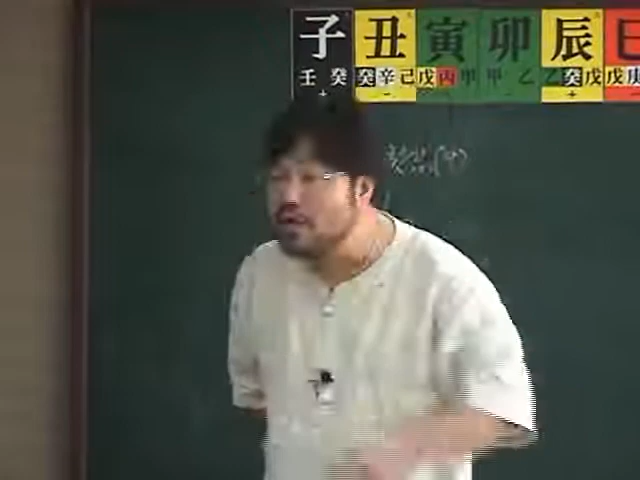 子 丑 寅 卯 辰 巳
壬 癸 癸 辛 己 戊 丙 甲 甲 乙 乙 癸 戊 戊 庚
+ - + - + -